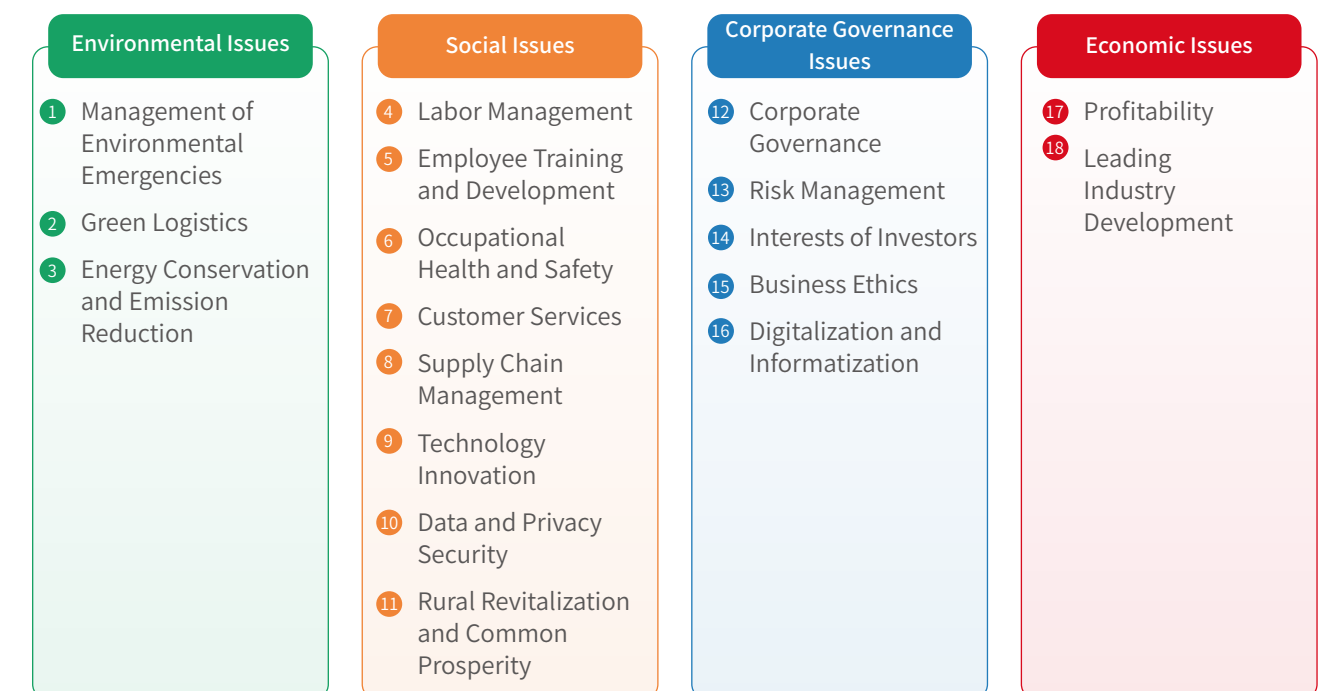 Environmental Issues
1 Management of
Environmental
Emergencies
2 Green Logistics
3 Energy Conservation
and Emission
Reduction
Social Issues
4 Labor Management
5 Employee Training
and Development
6 Occupational
Health and Safety
7 Customer Services
8 Supply Chain
Management
9 Technology
Innovation
10 Data and Privacy
Security
11 Rural Revitalization
and Common
Prosperity
Corporate Governance
Issues
12 Corporate
Governance
13 Risk Management
14 Interests of Investors
15 Business Ethics
16 Digitalization and
Informatization
Economic Issues
17 Profitability
18 Leading
Industry
Development